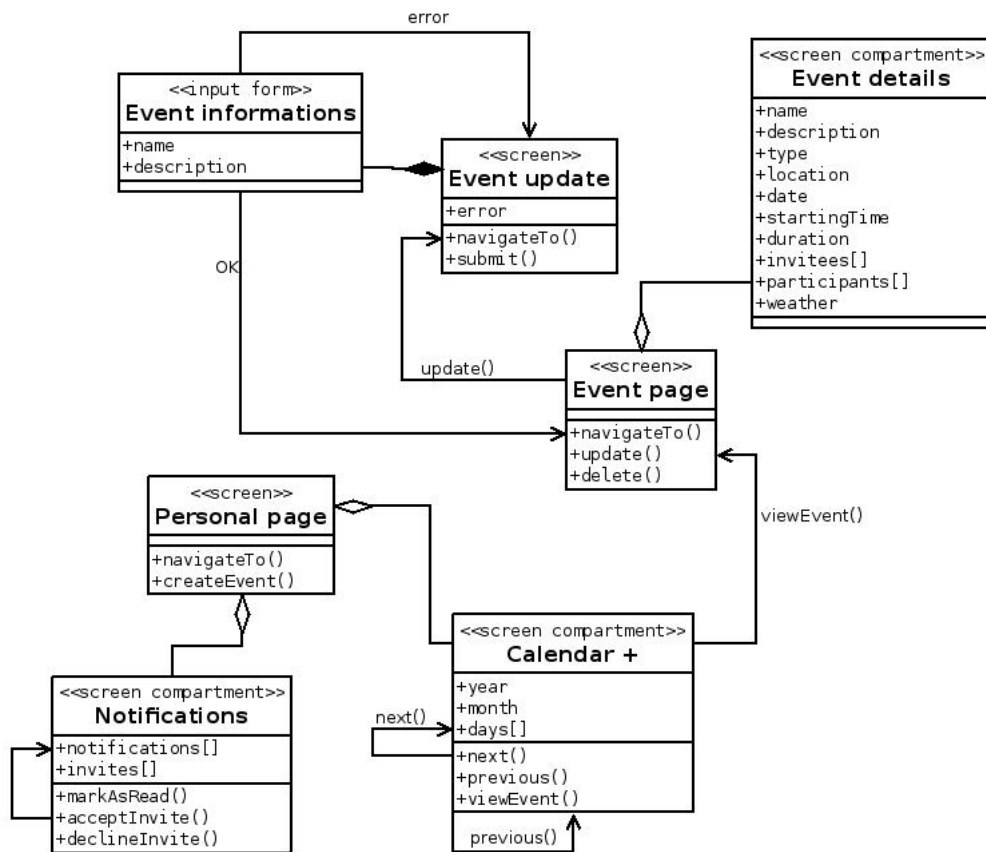 error
<<input form>>
Event informations
+name
+description
<<screen compartment>>
Event details
+name
+description
+type
+location
+date
+startingTime
+duration
+invitees[]
+participants[]
+weather
<<screen>>
Event update
+error
+navigateTo()
+submit()
OK
update()
<<screen>>
Event page
+navigateTo()
+update()
+delete()
viewEvent()
<<screen>>
Personal page
+navigateTo()
+createEvent()
<<screen compartment>>
Calendar +
+year
+month
+days[]
+next()
+previous()
+viewEvent()
next()
previous()
<<screen compartment>>
Notifications
+notifications[]
+invites[]
+markAsRead()
+acceptInvite()
+declineInvite()